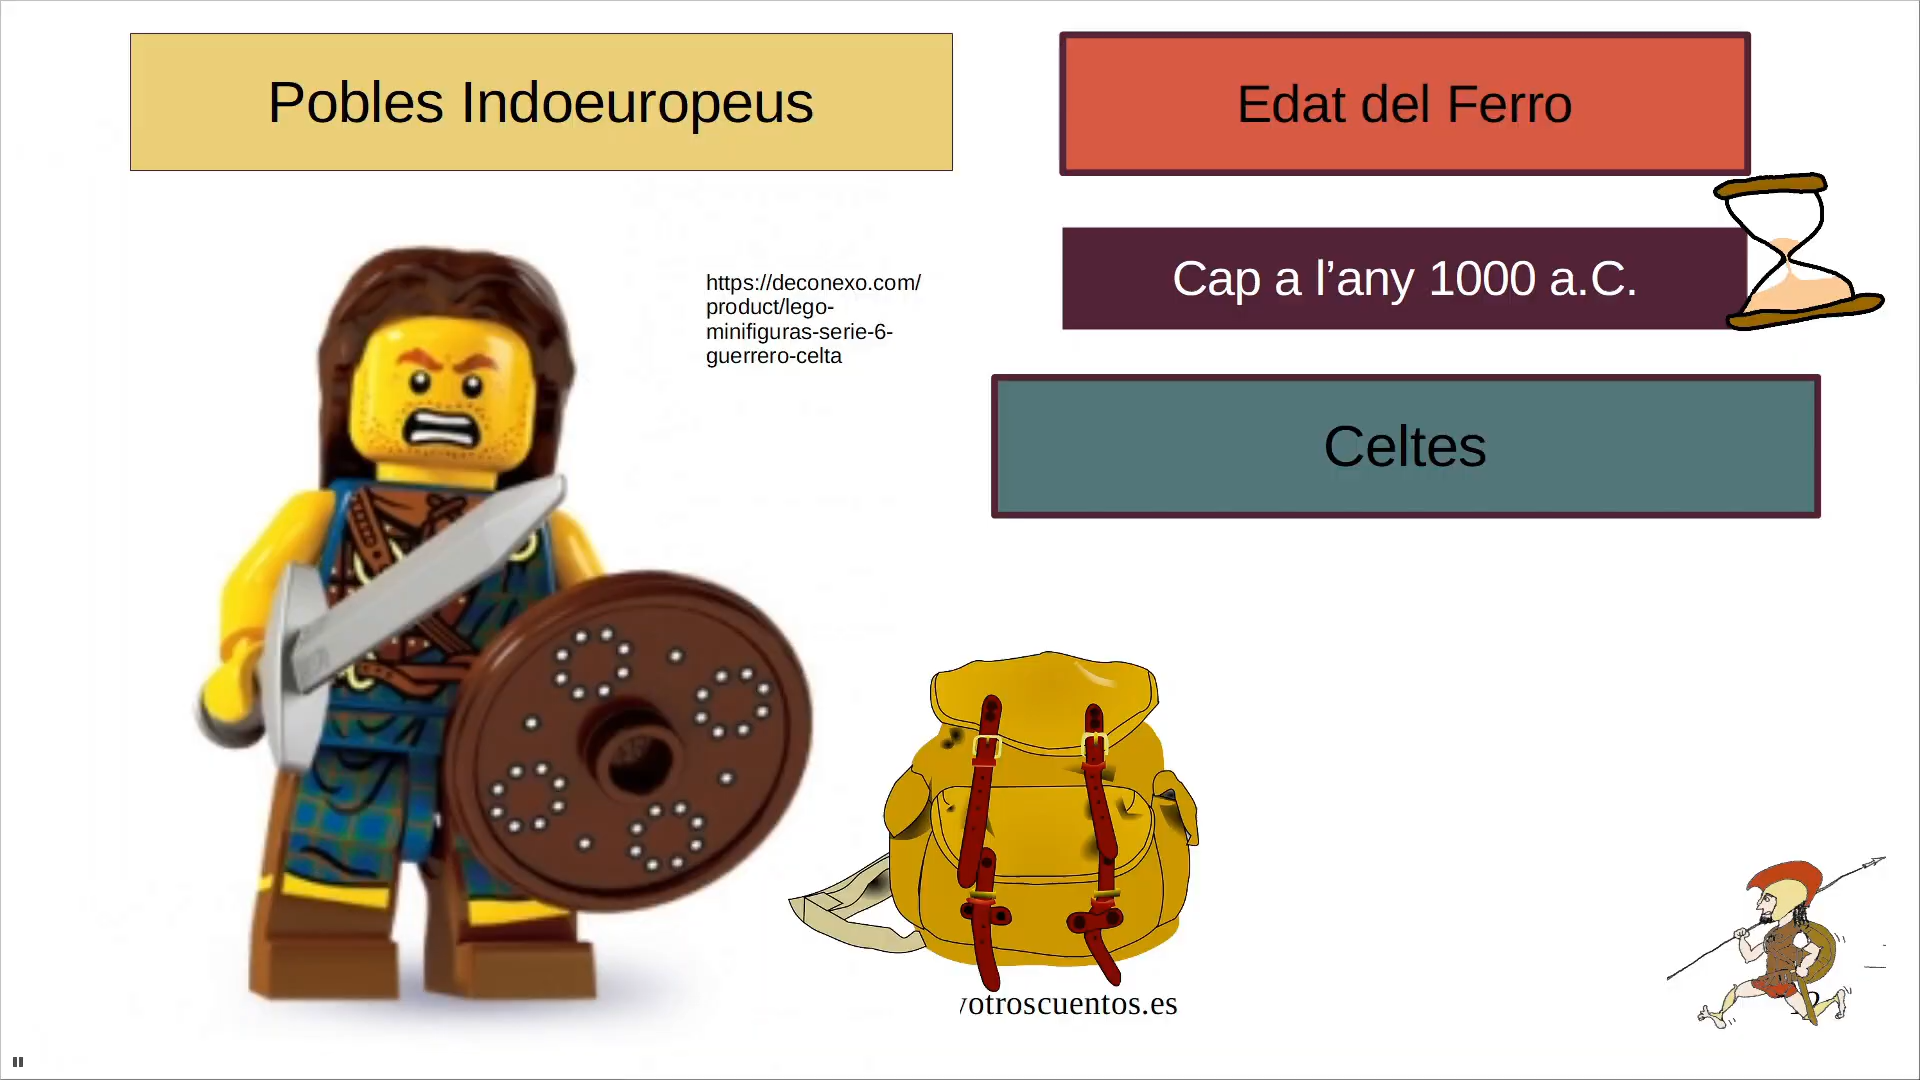 Pobles Indoeuropeus
Edat del Ferro
https://deconexo.com/
product/lego-
minifiguras-serie-6-
guerrero-celta
Cap a l’any 1000 a.C.
Celtes
yotroscuentos.es